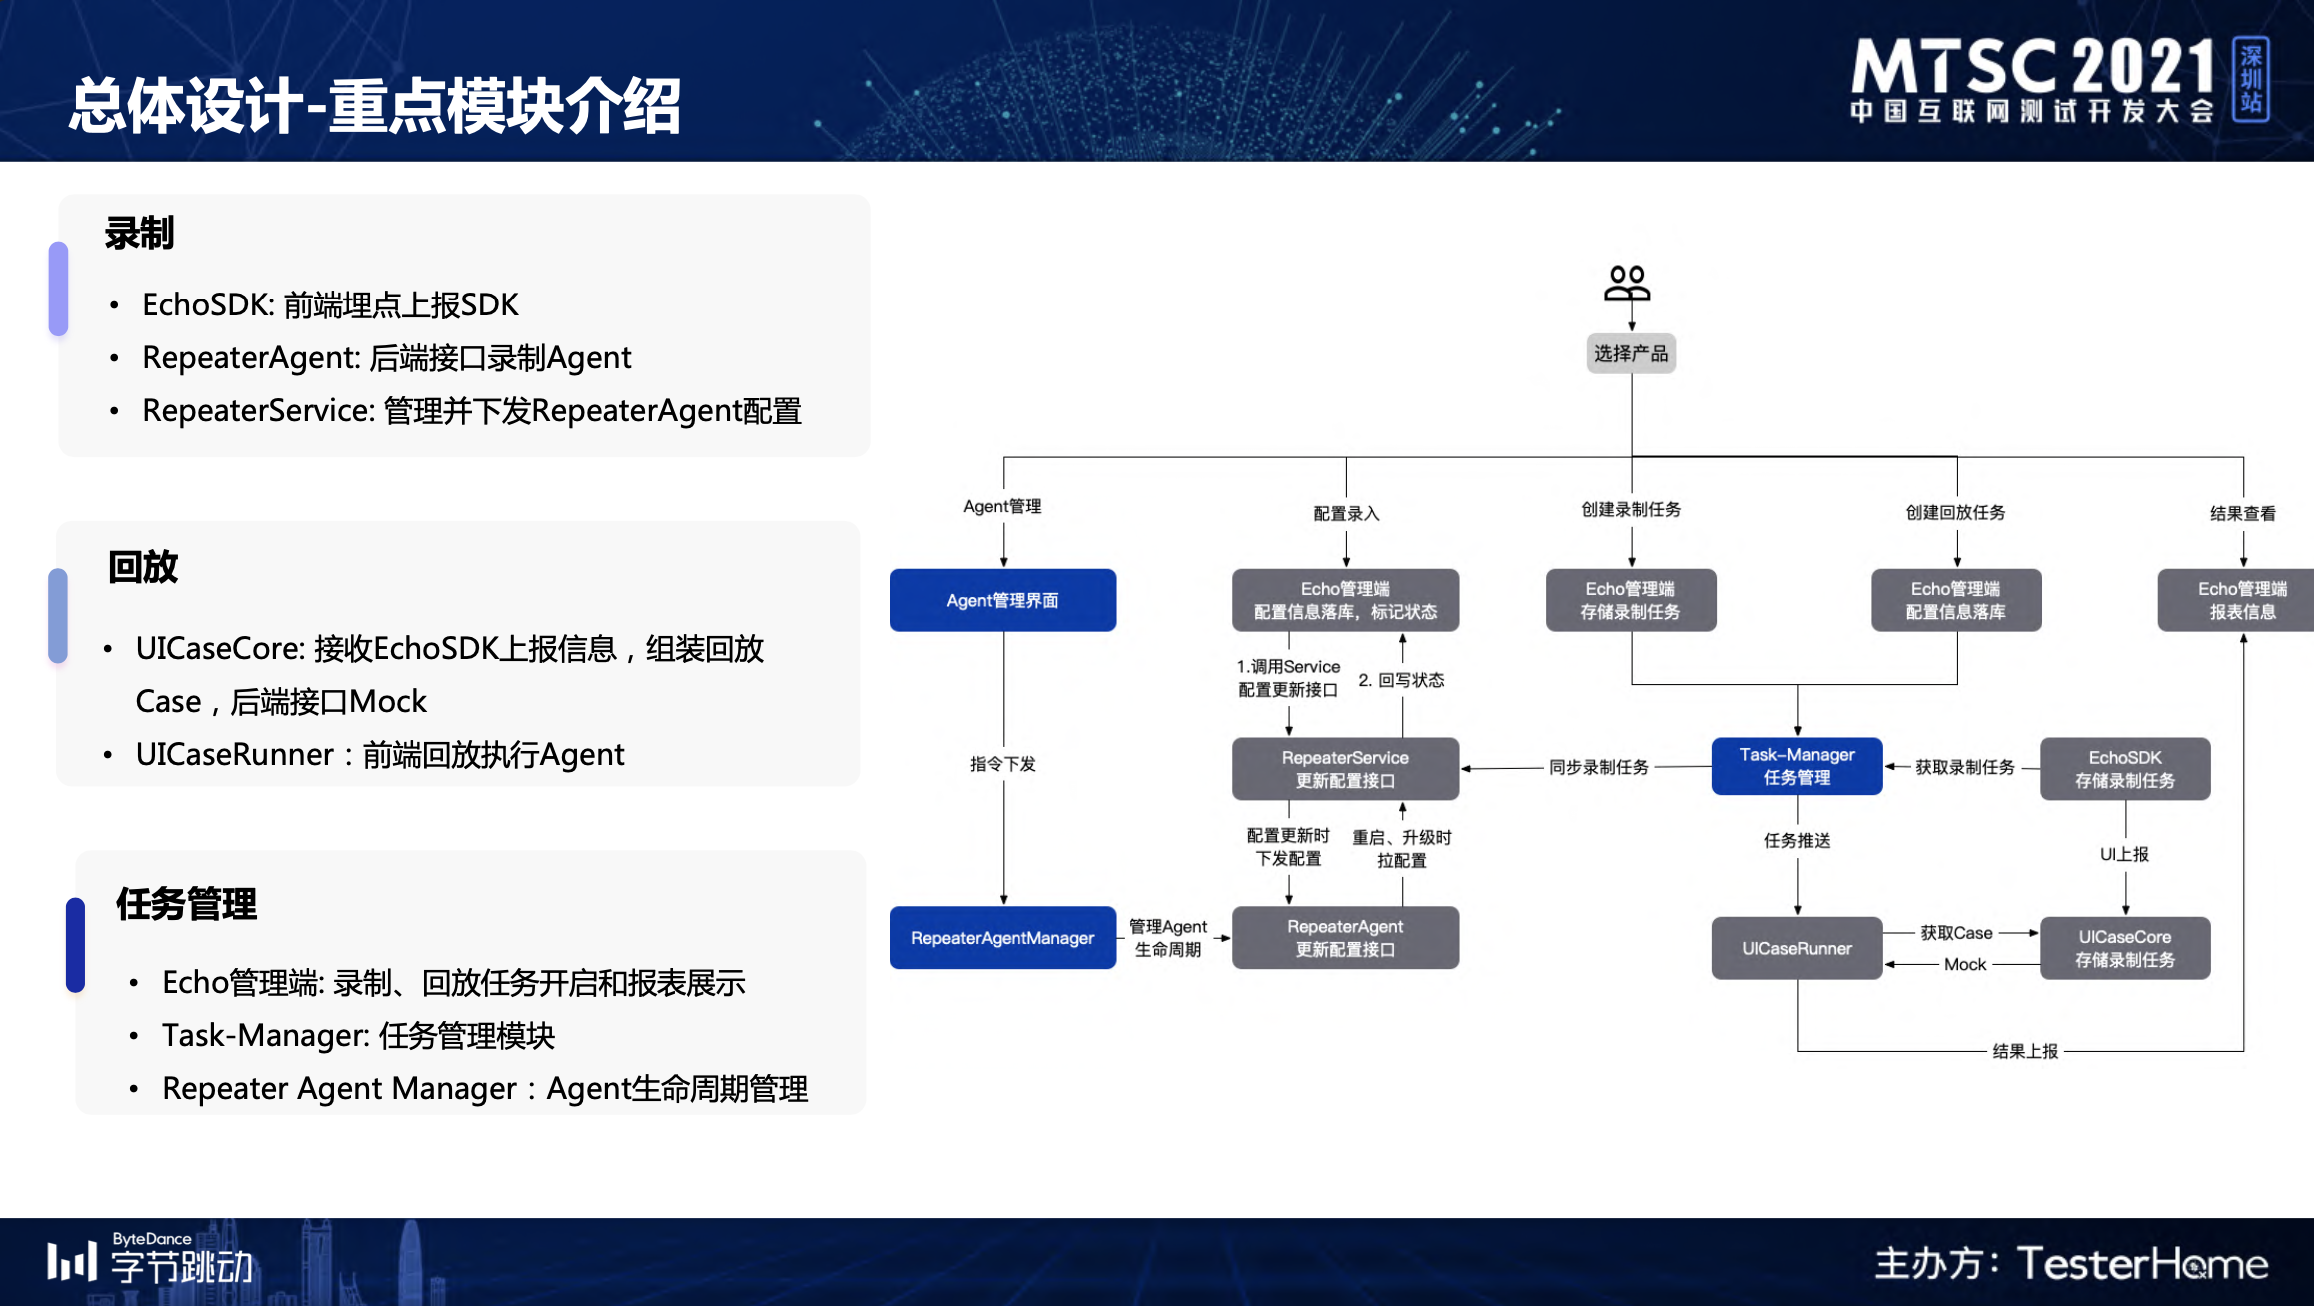 总体设计-重点模块介绍
MTSC 2021
中国互联网测试开发大会
深圳站
录制
• EchoSDK: 前端埋点上报SDK
• RepeaterAgent: 后端接口录制Agent
• RepeaterService: 管理并下发RepeaterAgent配置
回放
• UICaseCore: 接收EchoSDK上报信息，组装回放
Case，后端接口Mock
• UICaseRunner：前端回放执行Agent
任务管理
• Echo管理端: 录制、回放任务开启和报表展示
• Task-Manager: 任务管理模块
• Repeater Agent Manager：Agent生命周期管理
选择产品
Agent管理
配置录入
创建录制任务
创建回放任务
结果查看
Agent管理界面
Echo管理端
配置信息落库，标记状态
Echo管理端
存储录制任务
Echo管理端
配置信息落库
Echo管理端
报表信息
1.调用Service
配置更新接口
2. 回写状态
指令下发
RepeaterService
更新配置接口
同步录制任务
Task-Manager
任务管理
获取录制任务
EchoSDK
存储录制任务
配置更新时
下发配置
重启、升级时
拉配置
任务推送
UI上报
RepeaterAgentManager
管理Agent
生命周期
RepeaterAgent
更新配置接口
UICaseRunner
获取Case
Mock
UICaseCore
存储录制任务
结果上报
ByteDance
字节跳动
主办方：TesterHome